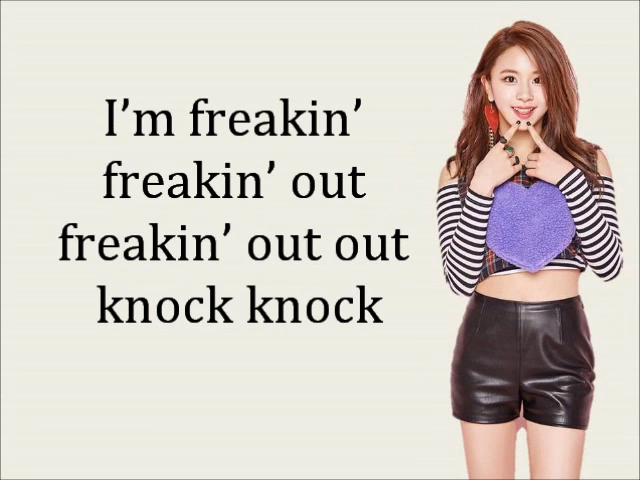 I’m freakin’
freakin’ out
freakin’ out out
knock knock